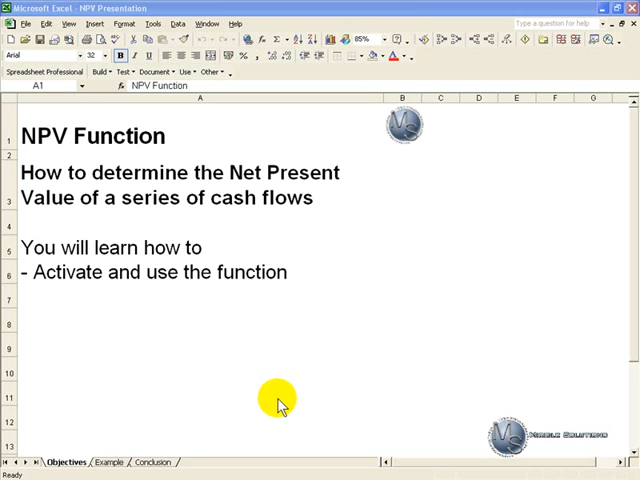 Microsoft Excel - NPV Presentation
File Edit View Insert Format Tools Data Window Help
Type a question for help
85%
Arial 32 B I U
Spreadsheet Professional Build Test Document Use Other
A1 fx NPV Function
A B C D E F G
1 NPV Function
2
3 How to determine the Net Present
Value of a series of cash flows
4
5 You will learn how to
6 - Activate and use the function
7
8
9
10
11
12
13
MS
MS
Objectives Example Conclusion
Ready